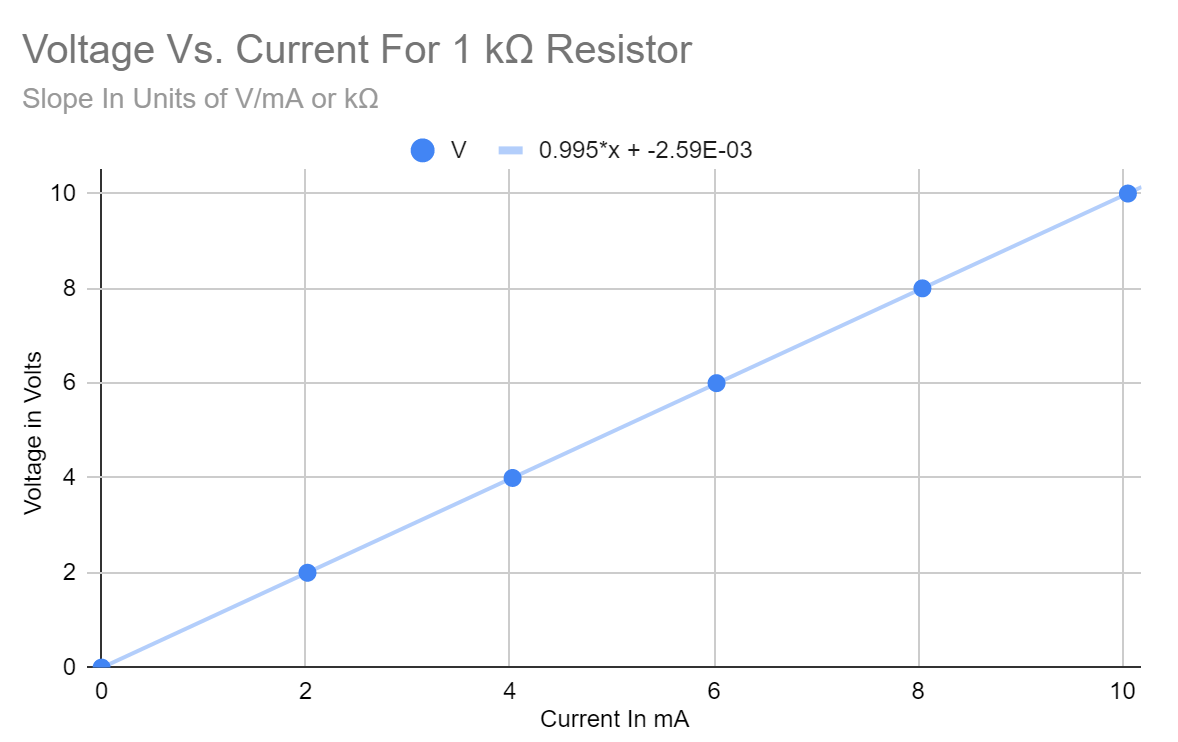 Voltage Vs. Current For 1 kΩ Resistor
Slope In Units of V/mA or kΩ
V 0.995*x + -2.59E-03
Voltage in Volts
10
8
6
4
2
0
0 2 4 6 8 10
Current In mA